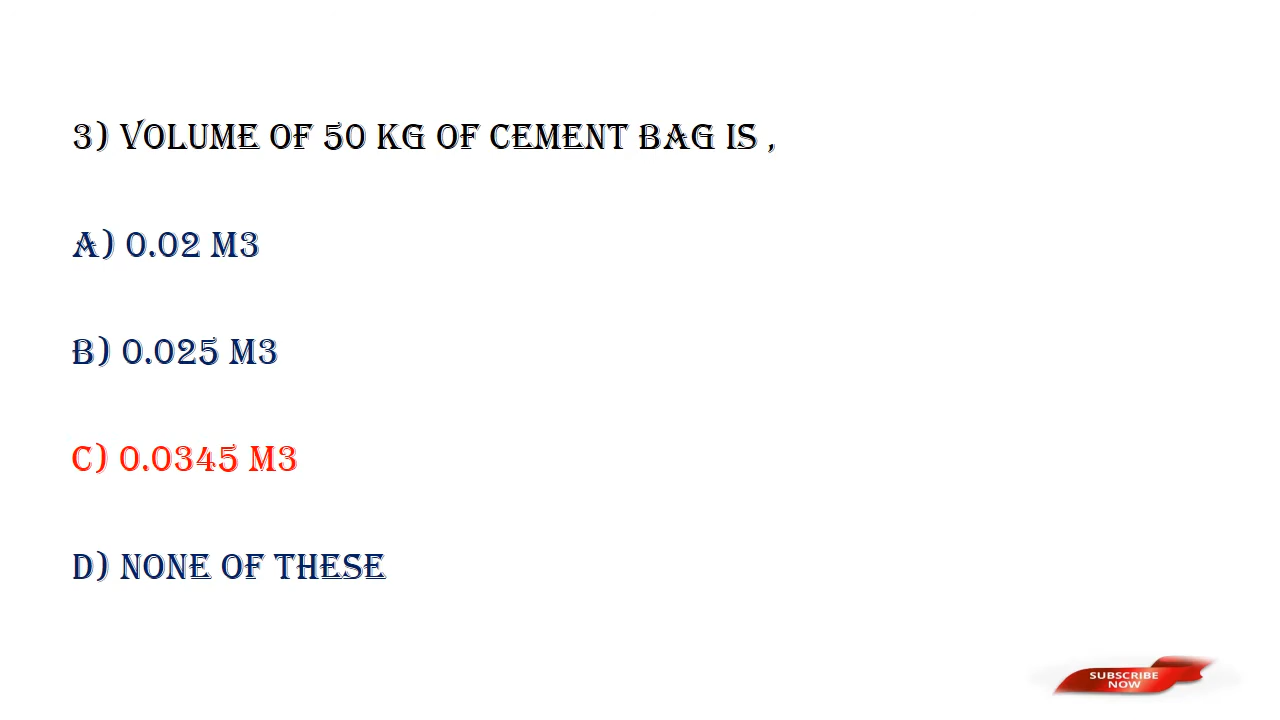 3) VOLUME OF 50 KG OF CEMENT BAG IS ,
A) 0.02 M3
B) 0.025 M3
C) 0.0345 M3
D) NONE OF THESE
SUBSCRIBE
NOW